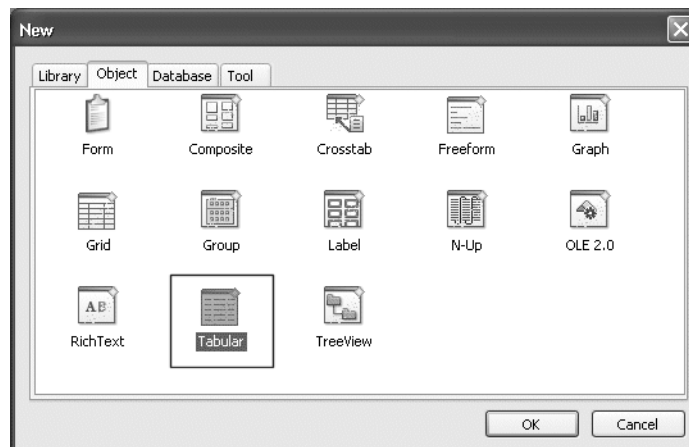 New
Library Object Database Tool
Form Composite Crosstab Freeform Graph
Grid Group Label N-Up OLE 2.0
AB
RichText Tabular TreeView
OK Cancel